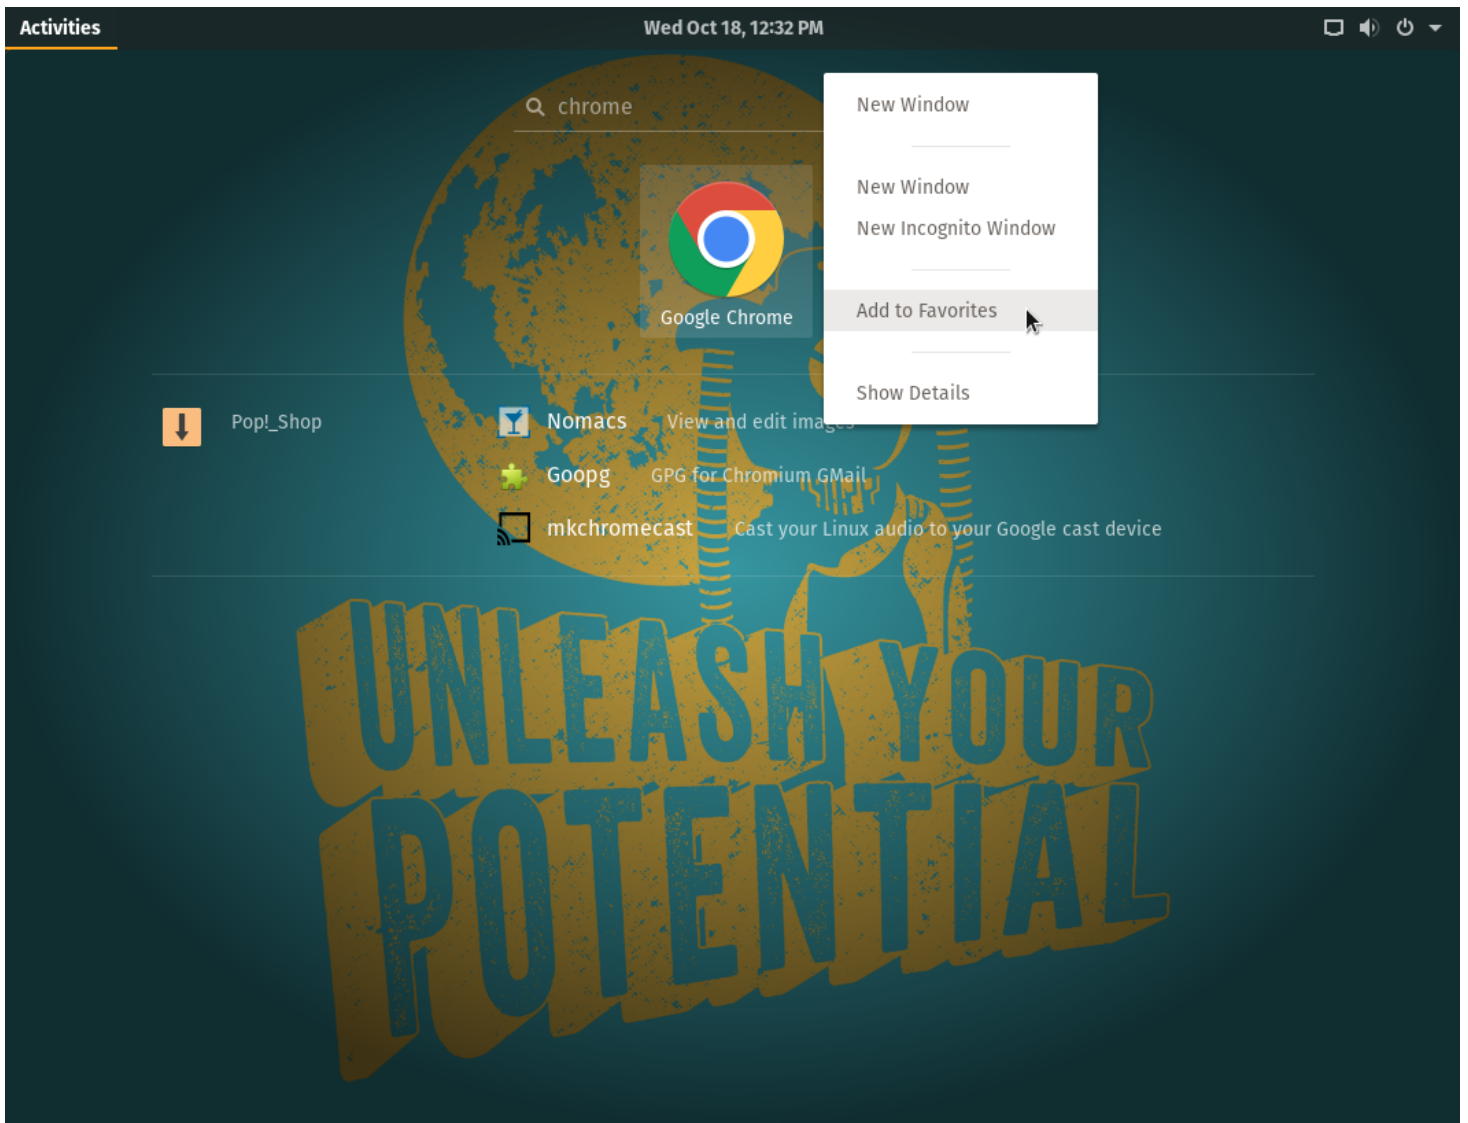 Activities
Wed Oct 18, 12:32 PM
chrome
New Window
New Window
New Incognito Window
Add to Favorites
Show Details
Google Chrome
Pop!_Shop
Nomacs View and edit images
Goopg GPG for Chromium GMail
mkchromecast Cast your Linux audio to your Google cast device
UNLEASH YOUR
POTENTIAL